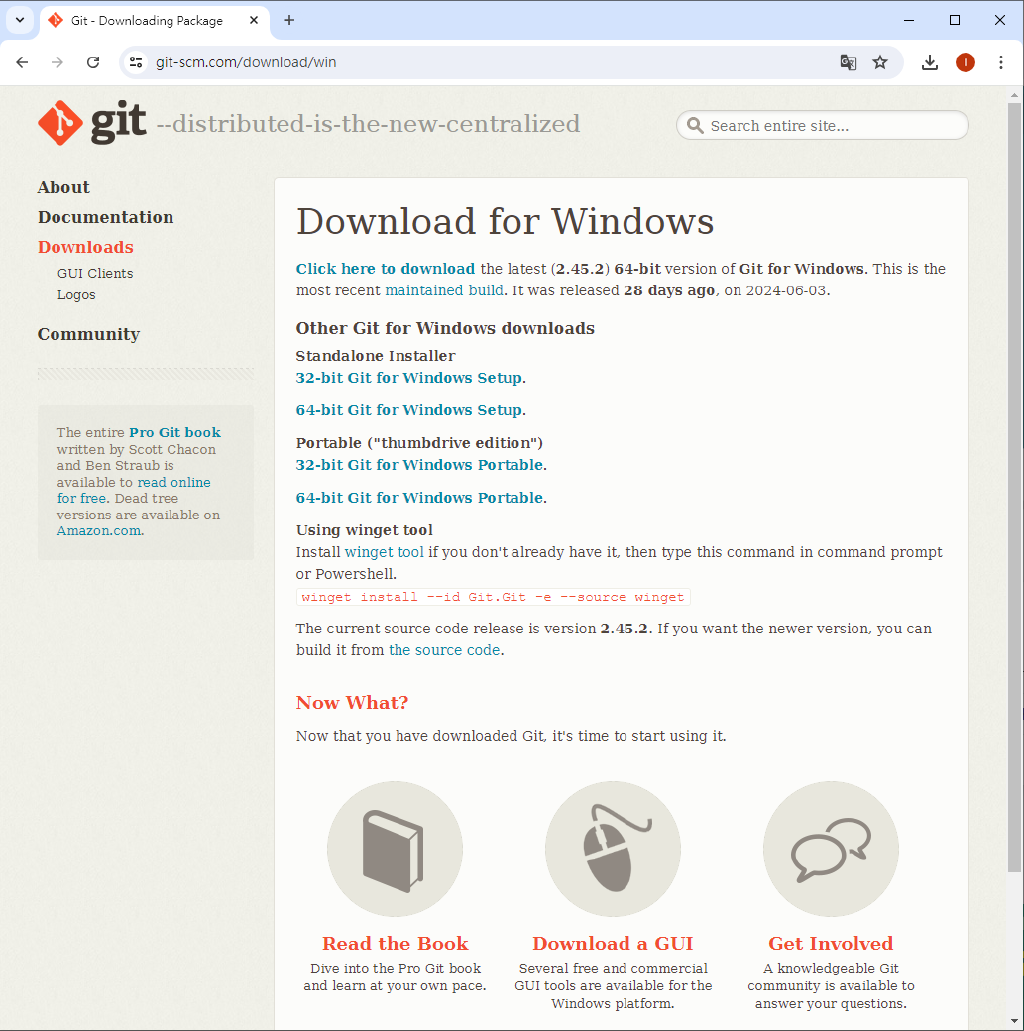 Git - Downloading Package
git-scm.com/download/win
git --distributed-is-the-new-centralized
Search entire site...
About
Documentation
Downloads
GUI Clients
Logos
Community
The entire Pro Git book
written by Scott Chacon
and Ben Straub is
available to read online
for free. Dead tree
versions are available on
Amazon.com.
Download for Windows
Click here to download the latest (2.45.2) 64-bit version of Git for Windows. This is the
most recent maintained build. It was released 28 days ago, on 2024-06-03.
Other Git for Windows downloads
Standalone Installer
32-bit Git for Windows Setup.
64-bit Git for Windows Setup.
Portable ("thumbdrive edition")
32-bit Git for Windows Portable.
64-bit Git for Windows Portable.
Using winget tool
Install winget tool if you don't already have it, then type this command in command prompt
or Powershell.
winget install --id Git.Git -e --source winget
The current source code release is version 2.45.2. If you want the newer version, you can
build it from the source code.
Now What?
Now that you have downloaded Git, it's time to start using it.
Read the Book
Dive into the Pro Git book
and learn at your own pace.
Download a GUI
Several free and commercial
GUI tools are available for the
Windows platform.
Get Involved
A knowledgeable Git
community is available to
answer your questions.